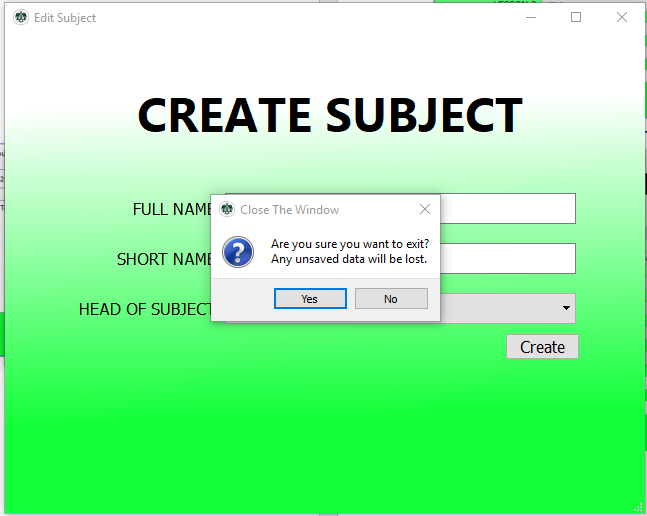 Edit Subject
CREATE SUBJECT
FULL NAME
Close The Window
Are you sure you want to exit?
Any unsaved data will be lost.
SHORT NAME
Yes
No
HEAD OF SUBJECT
Create